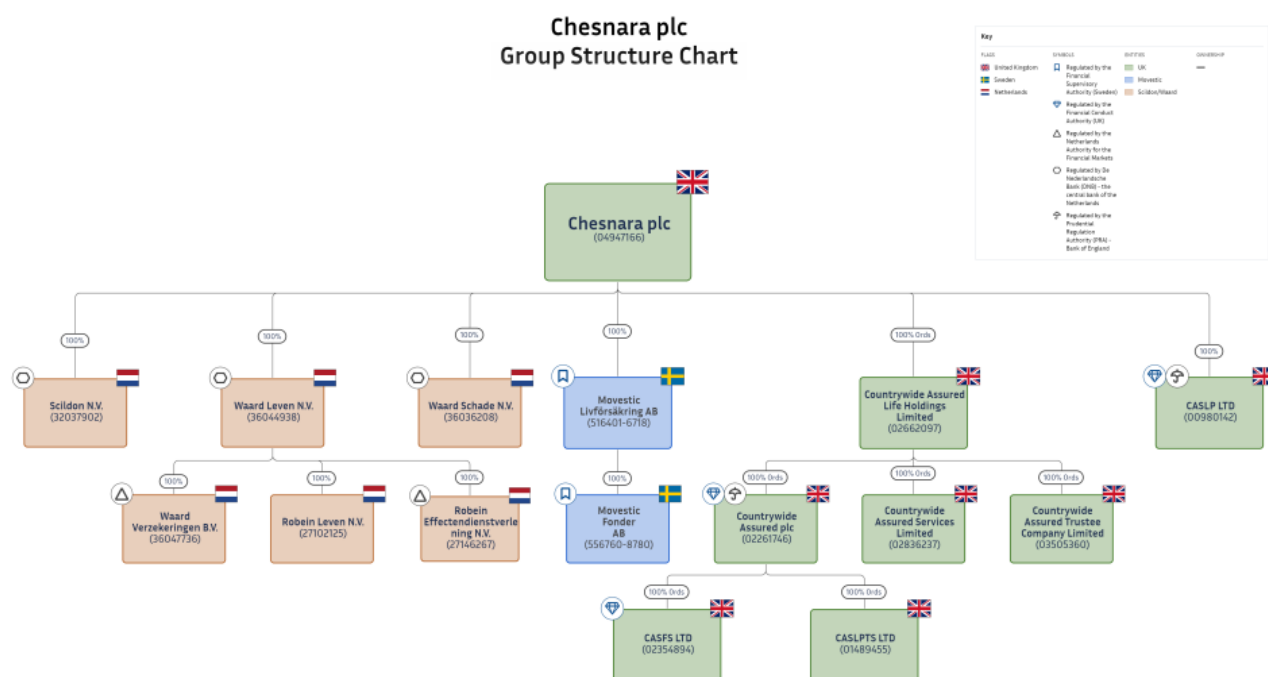 Chesnara plc
Group Structure Chart
Key
FLAGS
SYMBOLS
ENTITIES
OWNERSHIP
United Kingdom
Sweden
Netherlands
Regulated by the
Financial
Supervisory
Authority (Sweden)
Regulated by the
Financial Conduct
Authority (UK)
Regulated by the
Netherlands
Authority for the
Financial Markets
Regulated by De
Nederlandsche
Bank (DNB) - the
central bank of the
Netherlands
Regulated by the
Prudential
Regulation
Authority (PRA) -
Bank of England
UK
Movestic
Scildon/Waard
Chesnara plc
(04947166)
100%
100%
100%
100%
100% Ords
100%
Scildon N.V.
(32037902)
Waard Leven N.V.
(36044938)
Waard Schade N.V.
(36036208)
Movestic
Livförsäkring AB
(516401-6718)
Countrywide Assured
Life Holdings
Limited
(02662097)
CASLP LTD
(00980142)
100%
100%
100%
100%
100% Ords
100% Ords
100% Ords
Waard
Verzekeringen B.V.
(36047736)
Robein Leven N.V.
(27102125)
Robein
Effectendienstverle
ning N.V.
(27146267)
Movestic
Fonder
AB
(556760-8780)
Countrywide
Assured plc
(02261746)
Countrywide
Assured Services
Limited
(02836237)
Countrywide
Assured Trustee
Company Limited
(03505360)
100% Ords
100% Ords
CASFS LTD
(02354894)
CASLPTS LTD
(01489455)